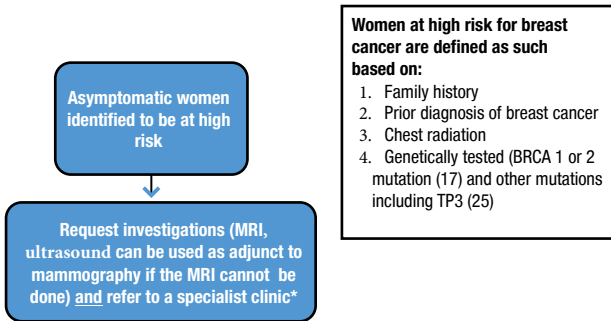 Asymptomatic women
identified to be at high
risk
Request investigations (MRI,
ultrasound can be used as adjunct to
mammography if the MRI cannot be
done) and refer to a specialist clinic*
Women at high risk for breast
cancer are defined as such
based on:
1. Family history
2. Prior diagnosis of breast cancer
3. Chest radiation
4. Genetically tested (BRCA 1 or 2
mutation (17) and other mutations
including TP3 (25)